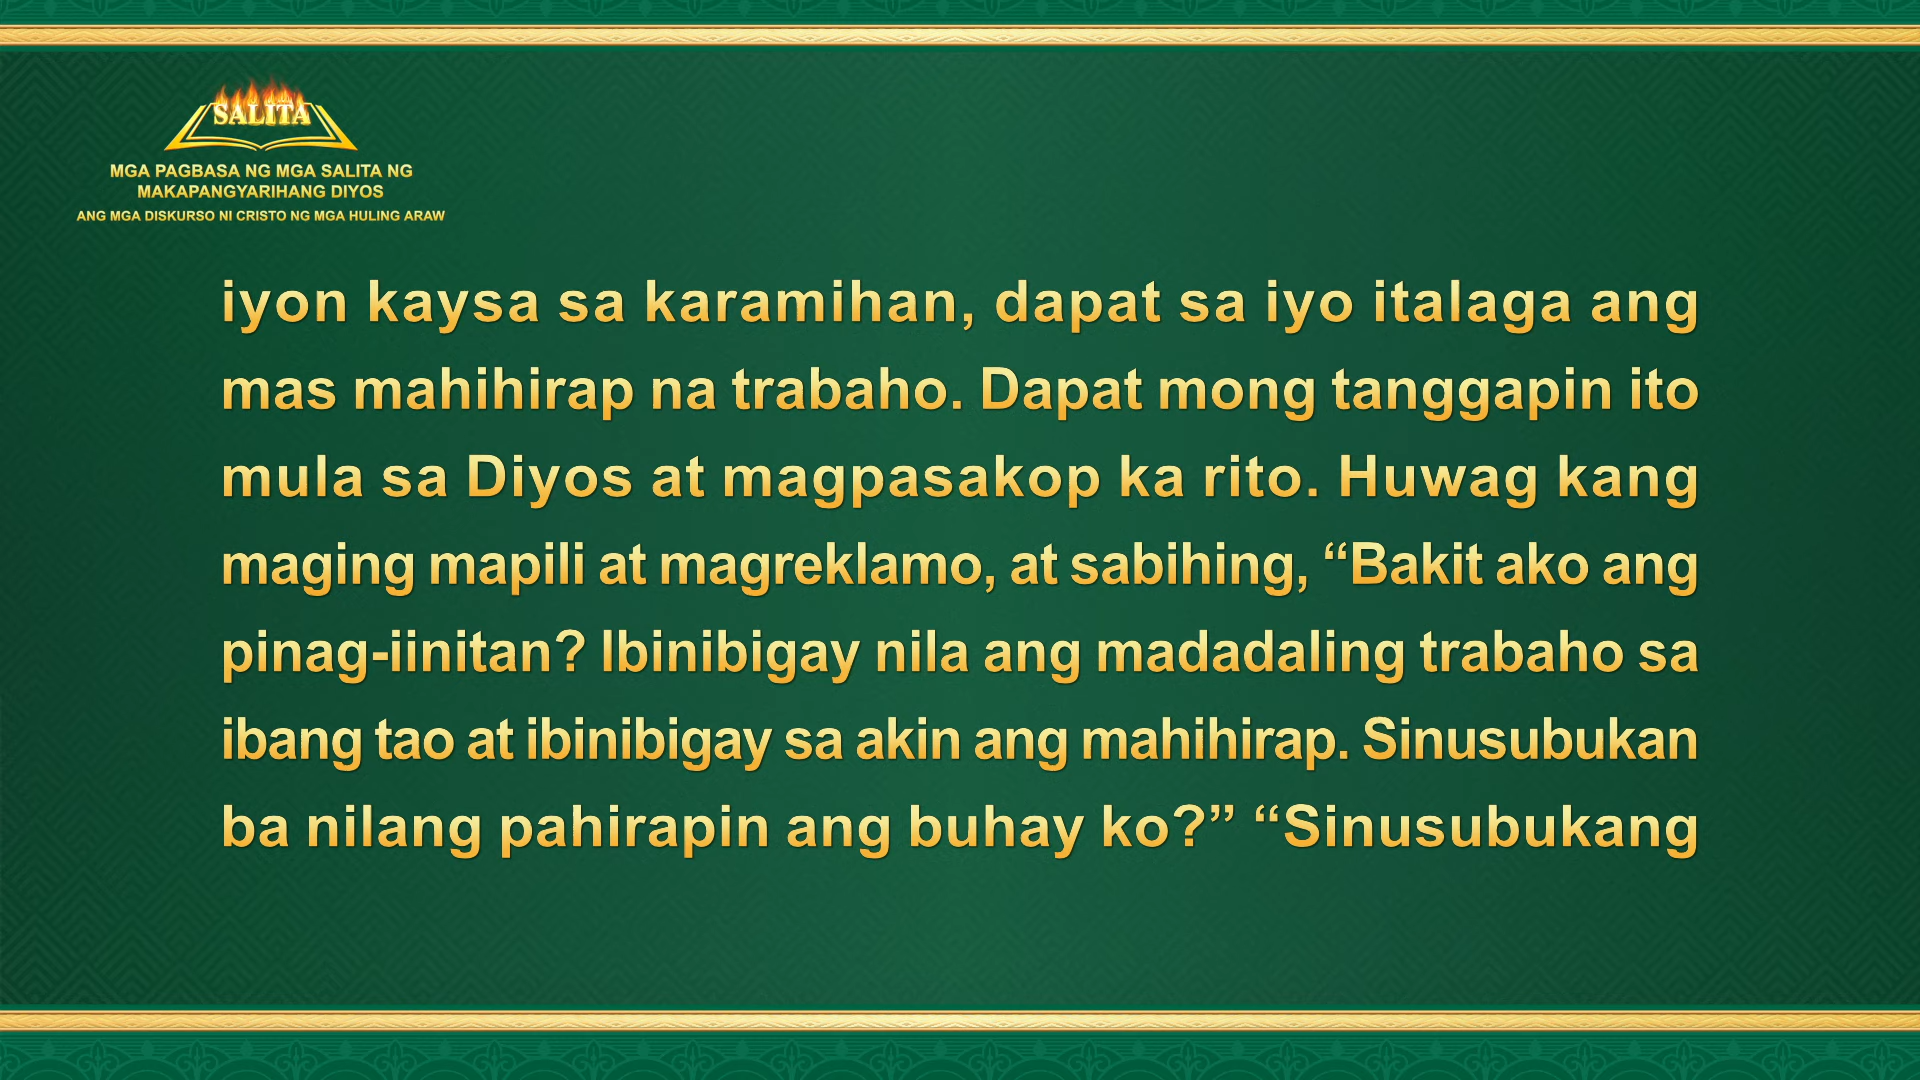 SALITA
MGA PAGBASA NG MGA SALITA NG
MAKAPANGYARIHANG DIYOS
ANG MGA DISKURSO NI CRISTO NG MGA HULING ARAW
iyon kaysa sa karamihan, dapat sa iyo italaga ang
mas mahihirap na trabaho. Dapat mong tanggapin ito
mula sa Diyos at magpasakop ka rito. Huwag kang
maging mapili at magreklamo, at sabihing, “Bakit ako ang
pinag-iinitan? Ibinibigay nila ang madadaling trabaho sa
ibang tao at ibinibigay sa akin ang mahihirap. Sinusubukan
ba nilang pahirapin ang buhay ko?” “Sinusubukang